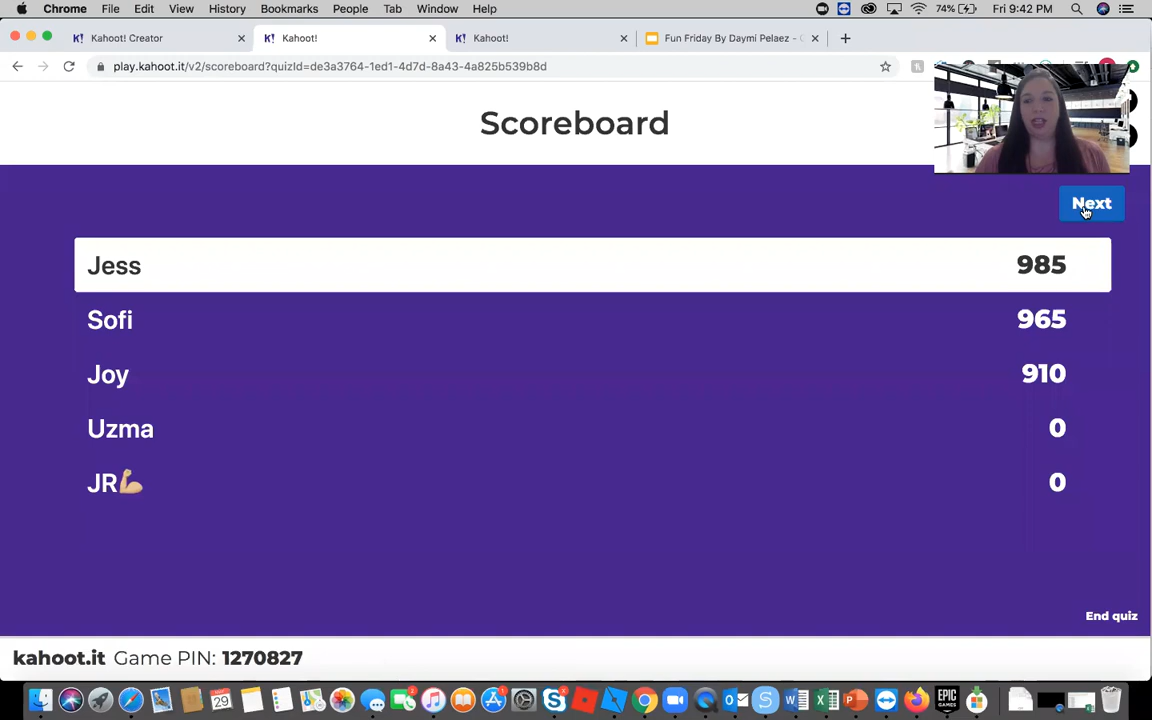 Chrome File Edit View History Bookmarks People Tab Window Help 74% Fri 9:42 PM
K! Kahoot! Creator × K! Kahoot! × K! Kahoot! × Fun Friday By Daymi Pelaez - × +
play.kahoot.it/v2/scoreboard?quizId=de3a3764-1ed1-4d7d-8a43-4a825b539b8d
Scoreboard
Next
Jess 985
Sofi 965
Joy 910
Uzma 0
JR💪🏼 0
End quiz
kahoot.it Game PIN: 1270827